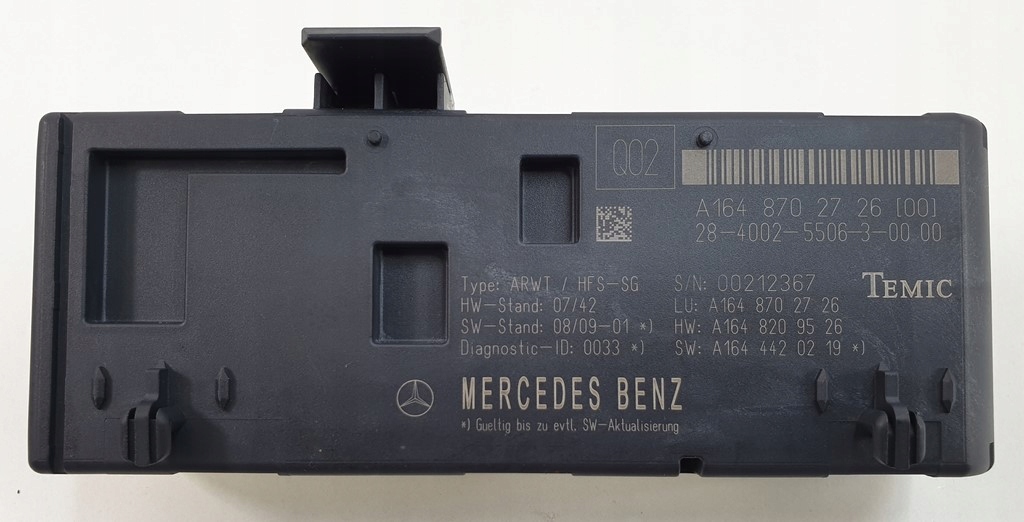 Q02
A164 870 27 26 [00]
28-4002-5506-3-00 00
Type: ARWT / HFS-SG S/N: 00212367
HW-Stand: 07/42 LU: A164 870 27 26
SW-Stand: 08/09-01 *) HW: A164 820 95 26
Diagnostic-ID: 0033 *) SW: A164 442 02 19 *)
TEMIC
MERCEDES BENZ
*) Gueltig bis zu evtl. SW-Aktualisierung